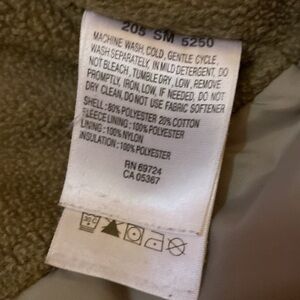 205 SM 5250
MACHINE WASH, COLD, GENTLE CYCLE,
WASH SEPARATELY, IN MILD DETERGENT, DO
NOT BLEACH, TUMBLE DRY, LOW, REMOVE
PROMPTLY, IRON, LOW, IF NEEDED, DO NOT
DRY CLEAN, DO NOT USE FABRIC SOFTENER
SHELL: 80% POLYESTER 20% COTTON
FLEECE LINING: 100% POLYESTER
LINING: 100% NYLON
INSULATION: 100% POLYESTER
RN 69724
CA 05367